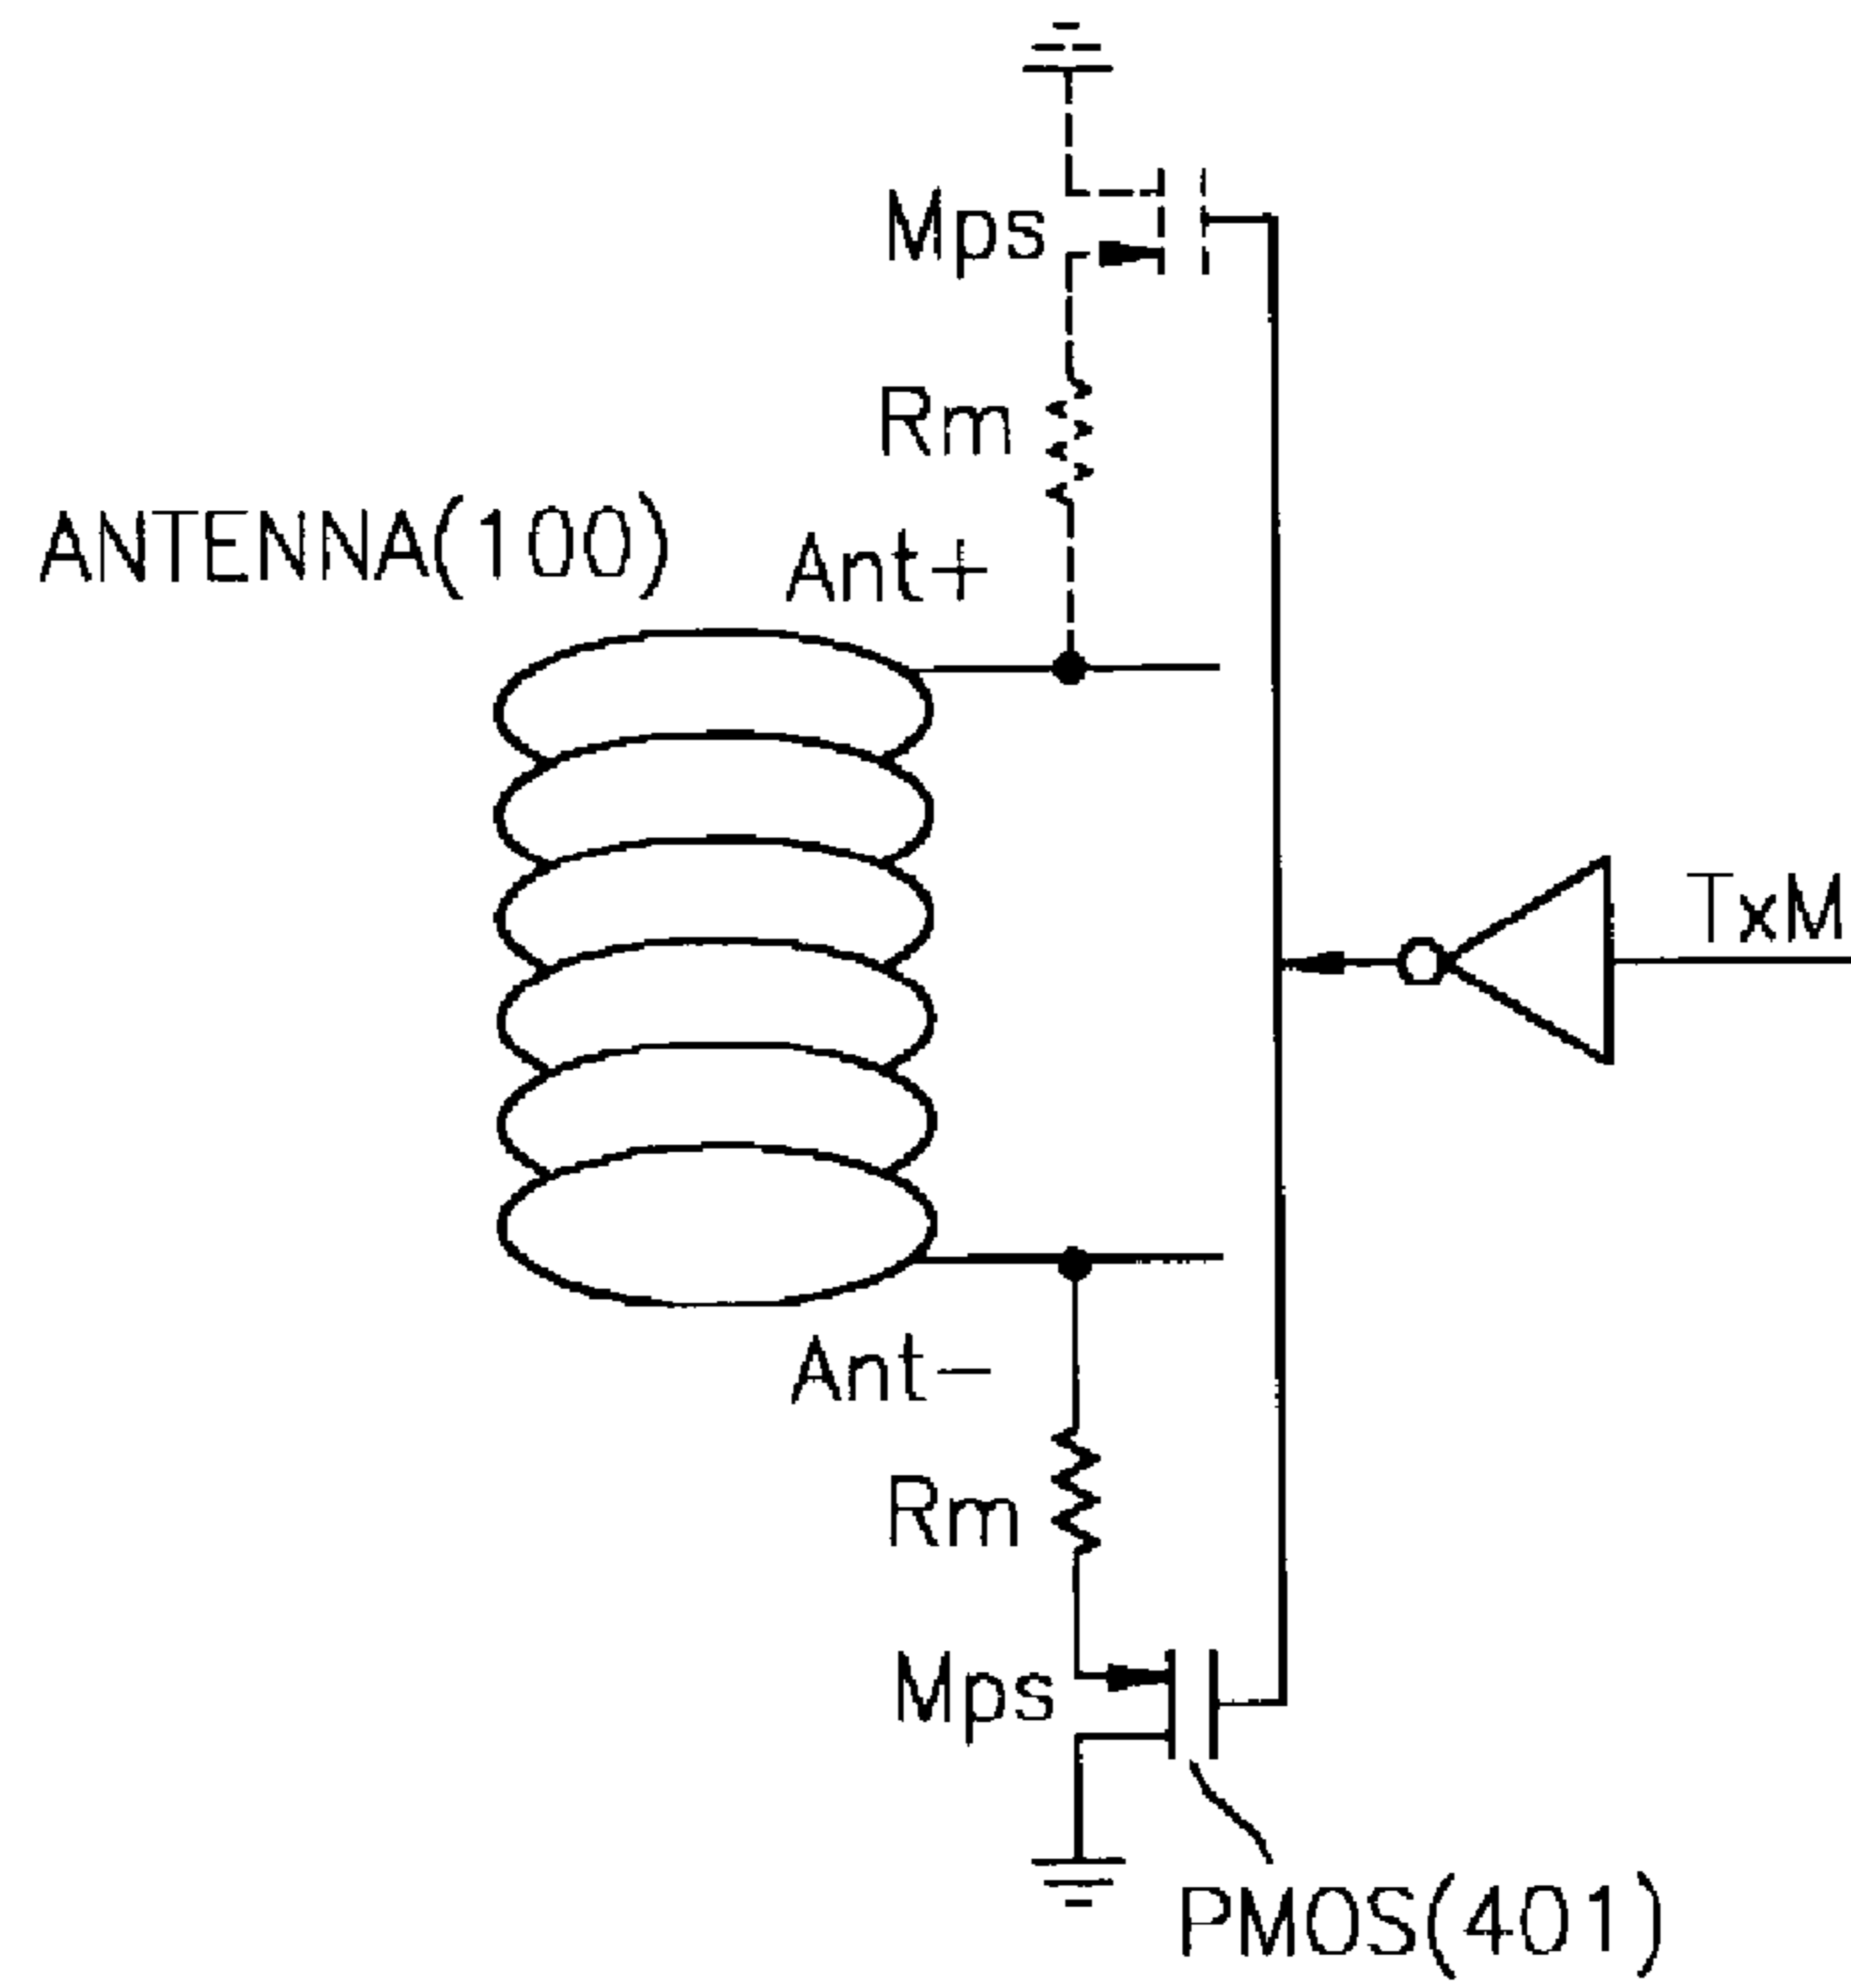 Mps
Rm
ANTENNA(100)
Ant+
TxM
Ant-
Rm
Mps
PMOS(401)